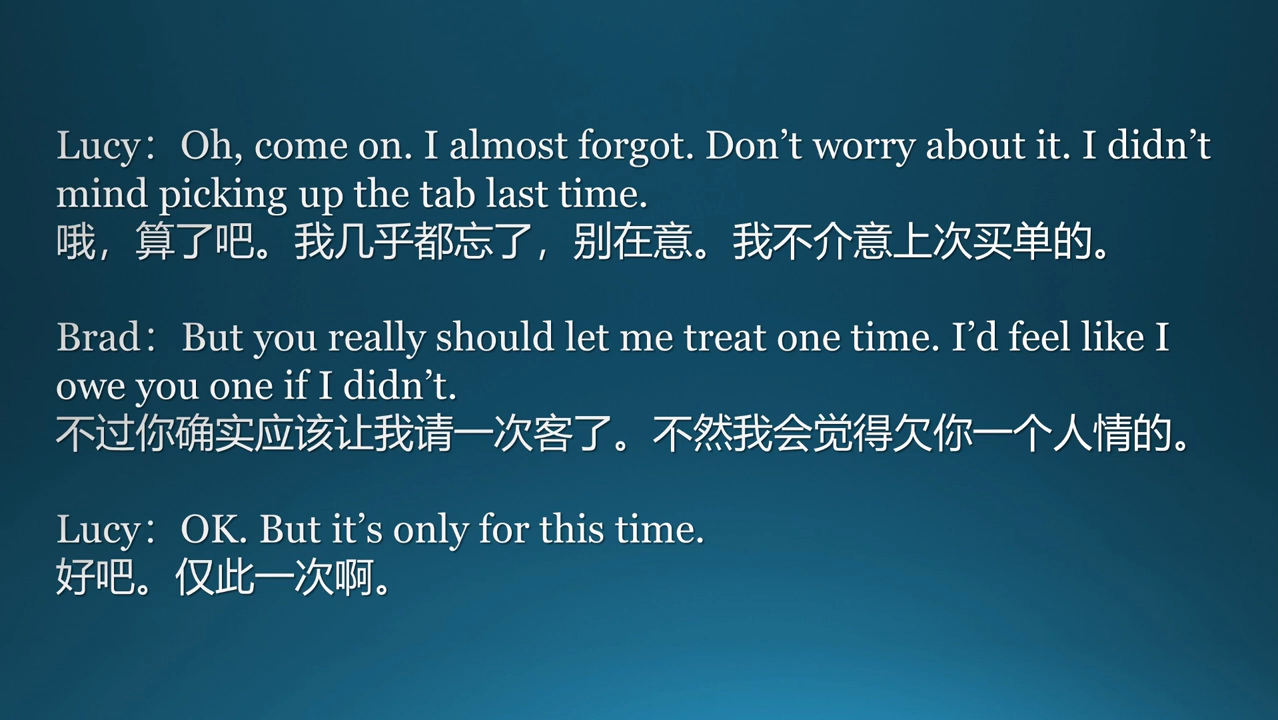 Lucy：Oh, come on. I almost forgot. Don’t worry about it. I didn’t
mind picking up the tab last time.
哦，算了吧。我几乎都忘了，别在意。我不介意上次买单的。
Brad：But you really should let me treat one time. I’d feel like I
owe you one if I didn’t.
不过你确实应该让我请一次客了。不然我会觉得欠你一个人情的。
Lucy：OK. But it’s only for this time.
好吧。仅此一次啊。